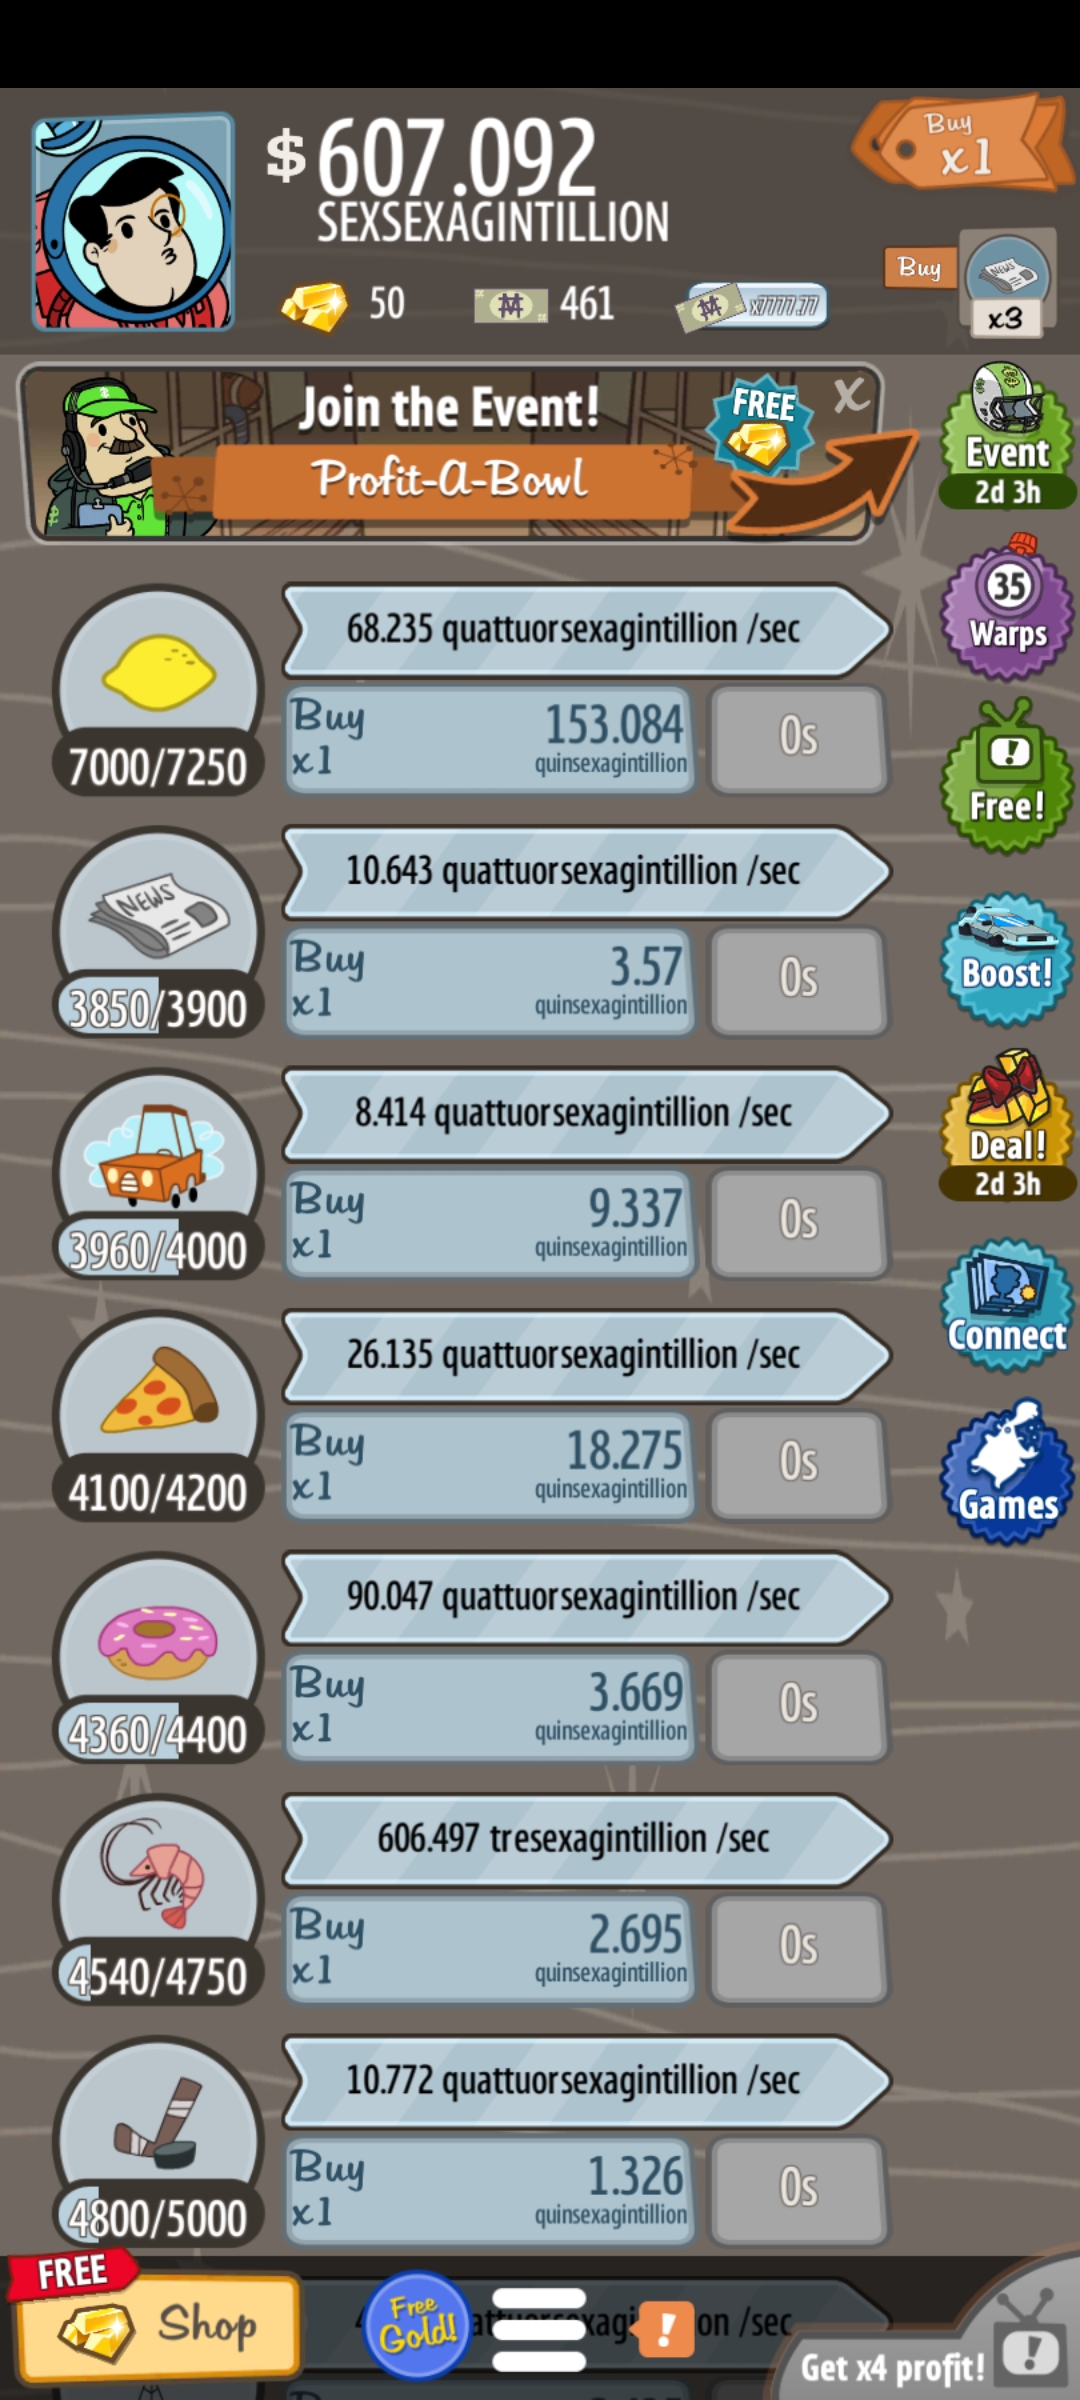 $ 607.092
SEXSEXAGINTILLION
Buy
x1
50
461
x7777.77
Buy
x3
Join the Event!
Profit-A-Bowl
FREE
X
Event
2d 3h
35
Warps
68.235 quattuorsexagintillion /sec
7000/7250
Buy
x1
153.084
quinsexagintillion
0s
!
Free!
10.643 quattuorsexagintillion /sec
NEWS
3850/3900
Buy
x1
3.57
quinsexagintillion
0s
Boost!
8.414 quattuorsexagintillion /sec
3960/4000
Buy
x1
9.337
quinsexagintillion
0s
Deal!
2d 3h
26.135 quattuorsexagintillion /sec
4100/4200
Buy
x1
18.275
quinsexagintillion
0s
Connect
Games
90.047 quattuorsexagintillion /sec
4360/4400
Buy
x1
3.669
quinsexagintillion
0s
606.497 tresexagintillion /sec
4540/4750
Buy
x1
2.695
quinsexagintillion
0s
10.772 quattuorsexagintillion /sec
4800/5000
Buy
x1
1.326
quinsexagintillion
0s
FREE
Shop
Free
Gold!
!
on /sec
Get x4 profit!
!